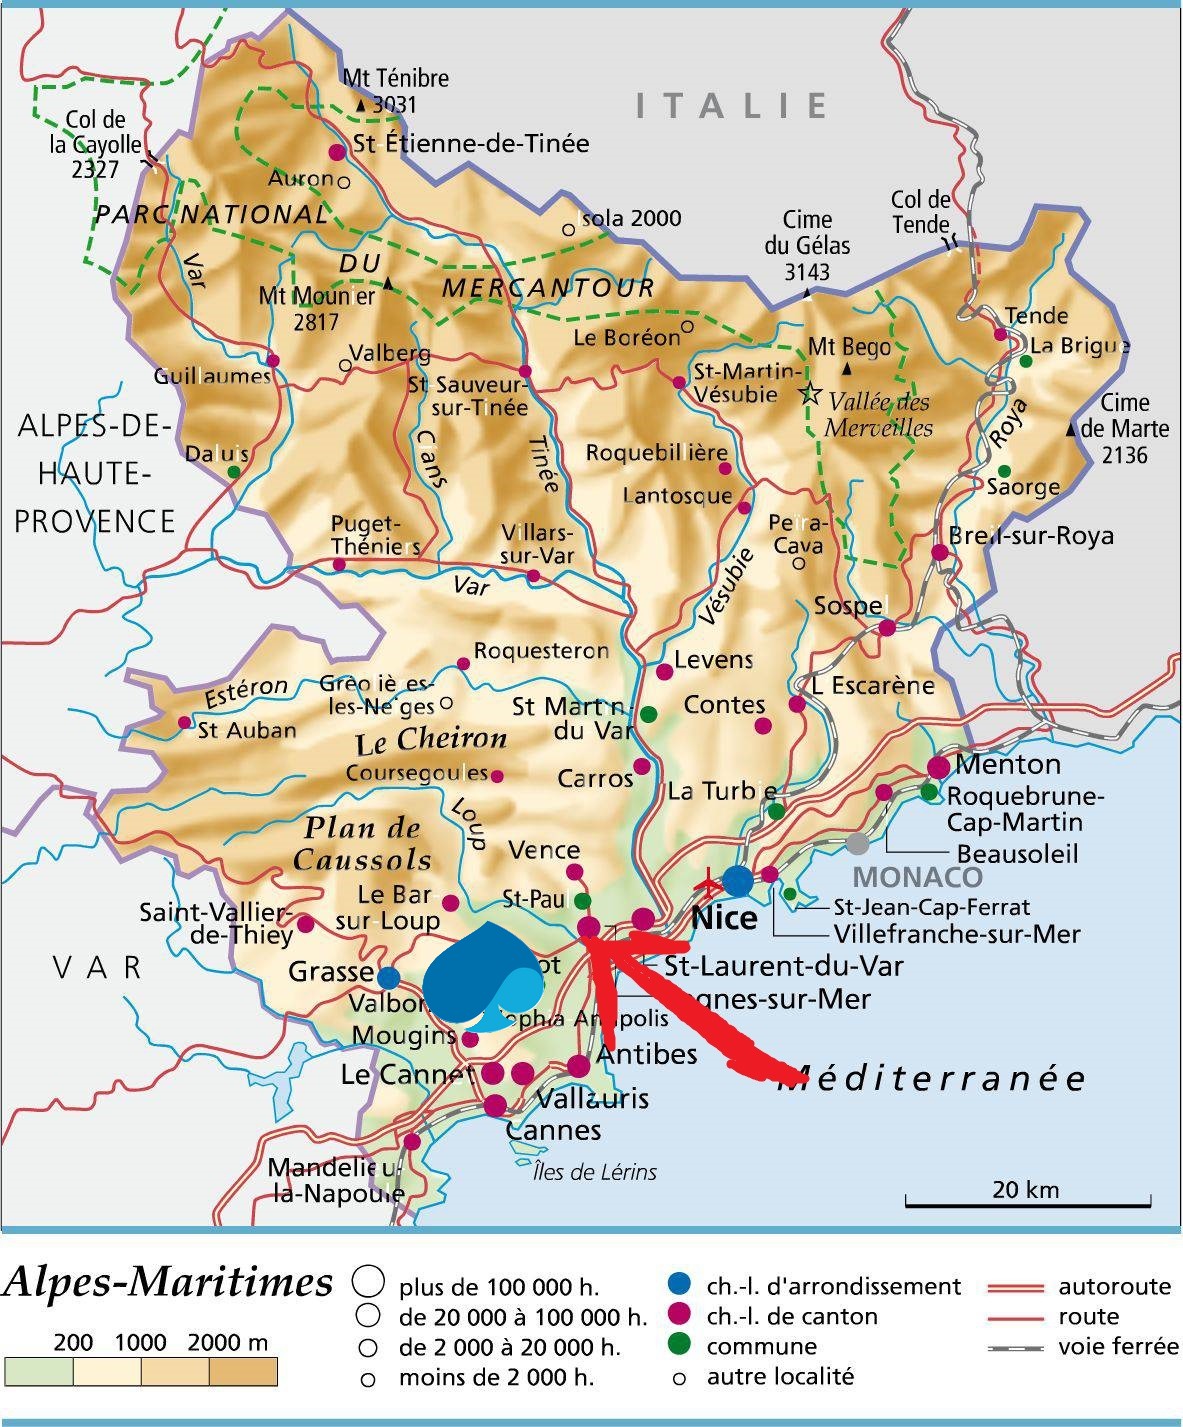 ITALIE
Mt Ténibre
3031
Col de
la Cayolle
2327
St-Étienne-de-Tinée
Auron
PARC NATIONAL
DU
MERCANTOUR
sola 2000
Cime
du Gélas
3143
Col de
Tende
Var
Mt Mounier
2817
Le Boréon
Tende
La Brigue
Mt Bego
Valberg
Guillaumes
St Sauveur-
sur-Tinée
St-Martin-
Vésubie
Vallée des
Merveilles
Roya
Cime
de Marte
2136
ALPES-DE-
HAUTE-
PROVENCE
Daluis
Cians
Tinée
Roquebillière
Lantosque
Saorge
Puget-
Théniers
Villars-
sur-Var
Peïra-
Cava
Breil-sur-Roya
Var
Vésubie
Sospel
Roquesteron
Levens
Estéron
Gréolières-
les-Neiges
St Auban
St Martin-
du Var
Contes
L Escarène
Le Cheiron
Coursegoules
Carros
La Turbie
Menton
Roquebrune-
Cap-Martin
Beausoleil
MONACO
Plan de
Caussols
Loup
Vence
Le Bar
sur-Loup
St-Paul
Nice
St-Jean-Cap-Ferrat
Villefranche-sur-Mer
Saint-Vallier-
de-Thiey
VAR
Grasse
ot
St-Laurent-du-Var
gnes-sur-Mer
Valbon
ophia Antipolis
Mougins
Antibes
Le Cannet
Méditerranée
Vallauris
Cannes
Îles de Lérins
Mandelieu-
la-Napoule
20 km
Alpes-Maritimes
200 1000 2000 m
plus de 100 000 h.
de 20 000 à 100 000 h.
de 2 000 à 20 000 h.
moins de 2 000 h.
ch.-l. d'arrondissement
ch.-l. de canton
commune
autre localité
autoroute
route
voie ferrée